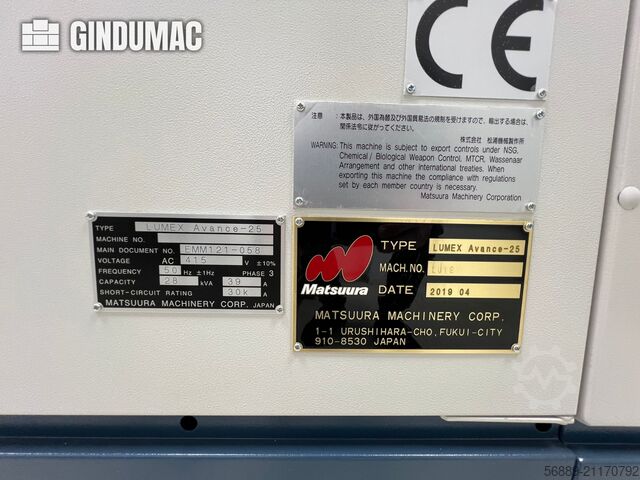 GINDUMAC
CE
注意 : 本製品は、外国為替及び外国貿易法の規制を受けますので、輸出する場合は、
関係法令に従がってください。
株式会社 松浦機械製作所
WARNING: This machine is subject to export controls under NSG,
Chemical / Biological Weapon Control, MTCR, Wassenaar
Arrangement and other international treaties. When
exporting this machine the compliance with regulations
set by each member country is necessary.
Matsuura Machinery Corporation
TYPE LUMEX Avance-25
MACHINE NO.
MAIN DOCUMENT NO. EMM121-058
VOLTAGE AC 415 V ±10%
FREQUENCY 50 Hz ±1Hz PHASE 3
CAPACITY 28 kVA 39 A
SHORT-CIRCUIT RATING 30k A
MATSUURA MACHINERY CORP. JAPAN
Matsuura
TYPE LUMEX Avance-25
MACH.NO.
DATE 2019 04
MATSUURA MACHINERY CORP.
1-1 URUSHIHARA-CHO, FUKUI-CITY
910-8530 JAPAN
56889-21170792